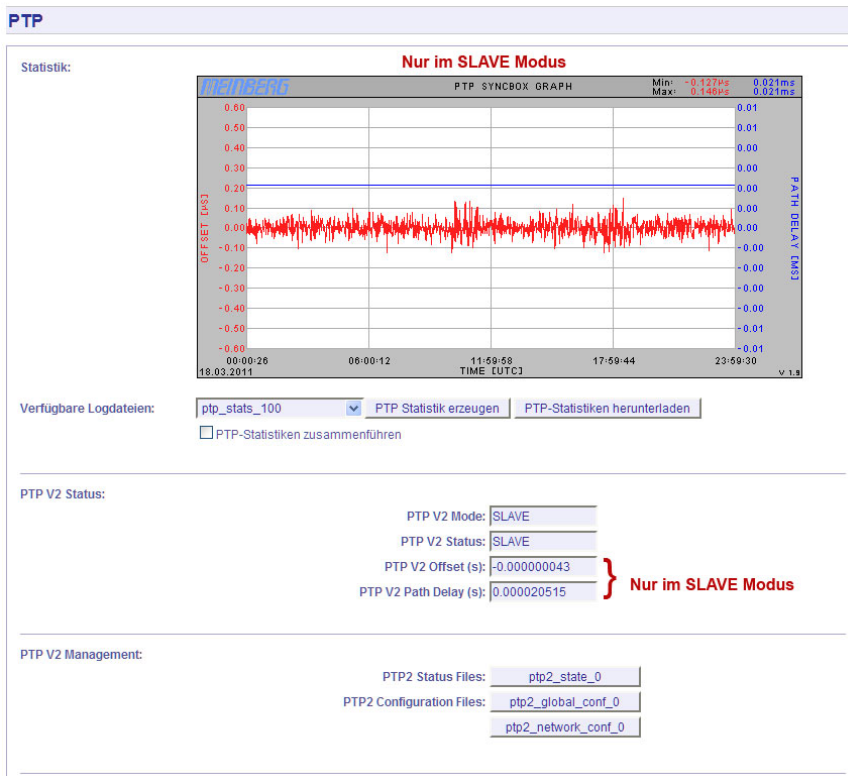 PTP
Statistik:
Nur im SLAVE Modus
MEINBERG
PTP SYNCBOX GRAPH
Min: -0.127µs 0.021ms
Max: 0.146µs 0.021ms
0.60 0.01
0.50 0.01
0.40 0.00
0.30 0.00
0.20 0.00
0.10 0.00
0.00 0.00
-0.10 -0.00
-0.20 -0.00
-0.30 -0.00
-0.40 -0.00
-0.50 -0.01
-0.60 -0.01
OFFSET [µS]
PATH DELAY [MS]
00:00:26 06:00:12 11:59:58 17:59:44 23:59:30
18.03.2011 TIME [UTC] V 1.9
Verfügbare Logdateien: ptp_stats_100 PTP Statistik erzeugen PTP-Statistiken herunterladen
PTP-Statistiken zusammenführen
PTP V2 Status:
PTP V2 Mode: SLAVE
PTP V2 Status: SLAVE
PTP V2 Offset (s): -0.000000043
PTP V2 Path Delay (s): 0.000020515
} Nur im SLAVE Modus
PTP V2 Management:
PTP2 Status Files: ptp2_state_0
PTP2 Configuration Files: ptp2_global_conf_0
ptp2_network_conf_0